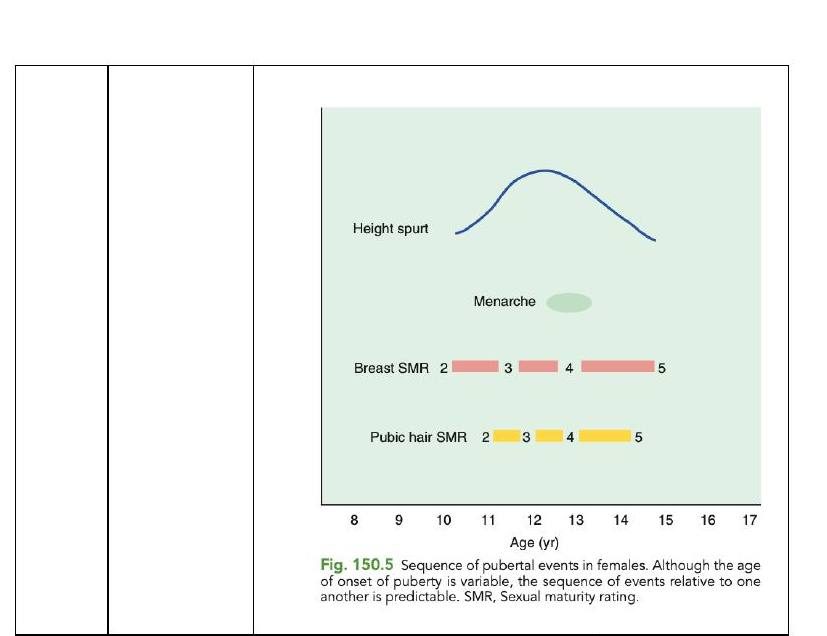 Height spurt
Menarche
Breast SMR 2 3 4 5
Pubic hair SMR 2 3 4 5
8 9 10 11 12 13 14 15 16 17
Age (yr)
Fig. 150.5 Sequence of pubertal events in females. Although the age
of onset of puberty is variable, the sequence of events relative to one
another is predictable. SMR, Sexual maturity rating.